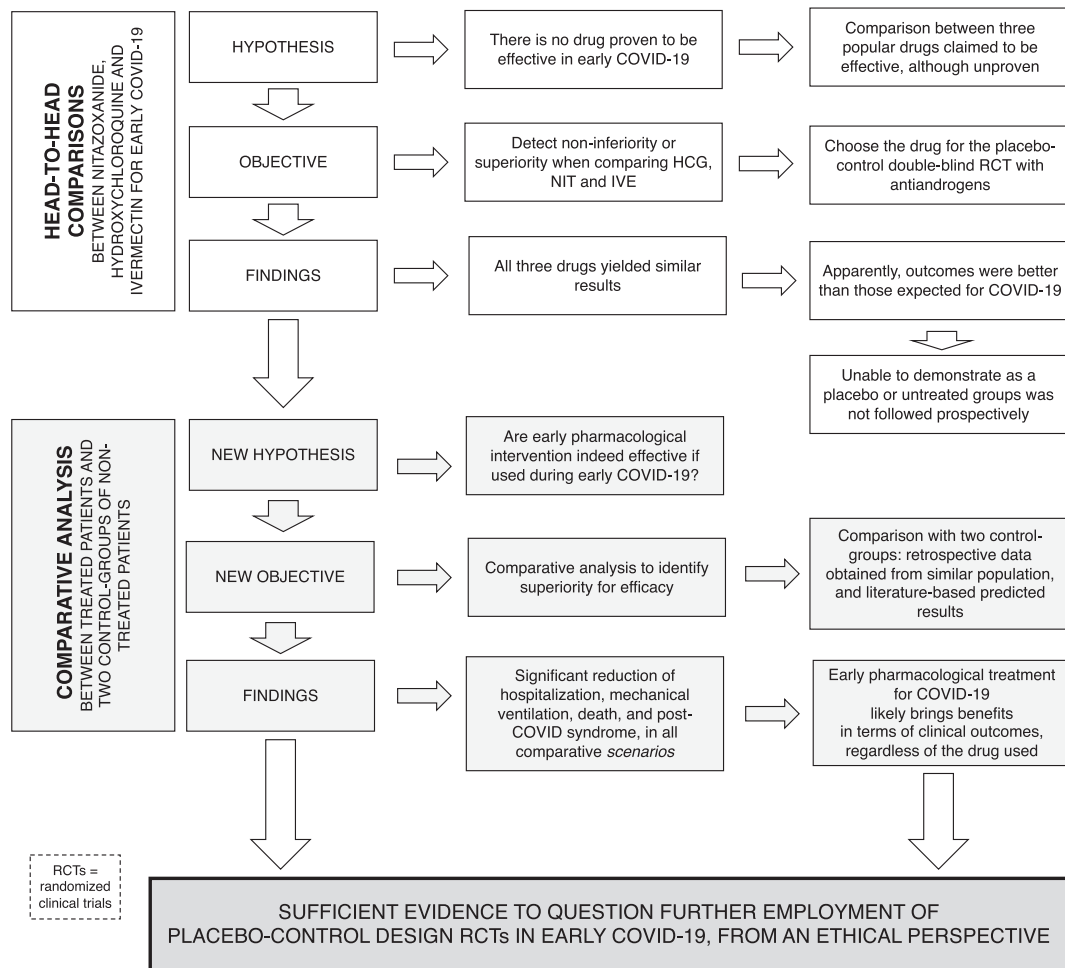 HEAD-TO-HEAD
COMPARISONS
BETWEEN NITAZOXANIDE,
HYDROXYCHLOROQUINE AND
IVERMECTIN FOR EARLY COVID-19
HYPOTHESIS
There is no drug proven to be
effective in early COVID-19
Comparison between three
popular drugs claimed to be
effective, although unproven
OBJECTIVE
Detect non-inferiority or
superiority when comparing HCG,
NIT and IVE
Choose the drug for the placebo-
control double-blind RCT with
antiandrogens
FINDINGS
All three drugs yielded similar
results
Apparently, outcomes were better
than those expected for COVID-19
Unable to demonstrate as a
placebo or untreated groups was
not followed prospectively
COMPARATIVE ANALYSIS
BETWEEN TREATED PATIENTS AND
TWO CONTROL-GROUPS OF NON-
TREATED PATIENTS
NEW HYPOTHESIS
Are early pharmacological
intervention indeed effective if
used during early COVID-19?
NEW OBJECTIVE
Comparative analysis to identify
superiority for efficacy
Comparison with two control-
groups: retrospective data
obtained from similar population,
and literature-based predicted
results
FINDINGS
Significant reduction of
hospitalization, mechanical
ventilation, death, and post-
COVID syndrome, in all
comparative scenarios
Early pharmacological treatment
for COVID-19
likely brings benefits
in terms of clinical outcomes,
regardless of the drug used
RCTs =
randomized
clinical trials
SUFFICIENT EVIDENCE TO QUESTION FURTHER EMPLOYMENT OF
PLACEBO-CONTROL DESIGN RCTs IN EARLY COVID-19, FROM AN ETHICAL PERSPECTIVE